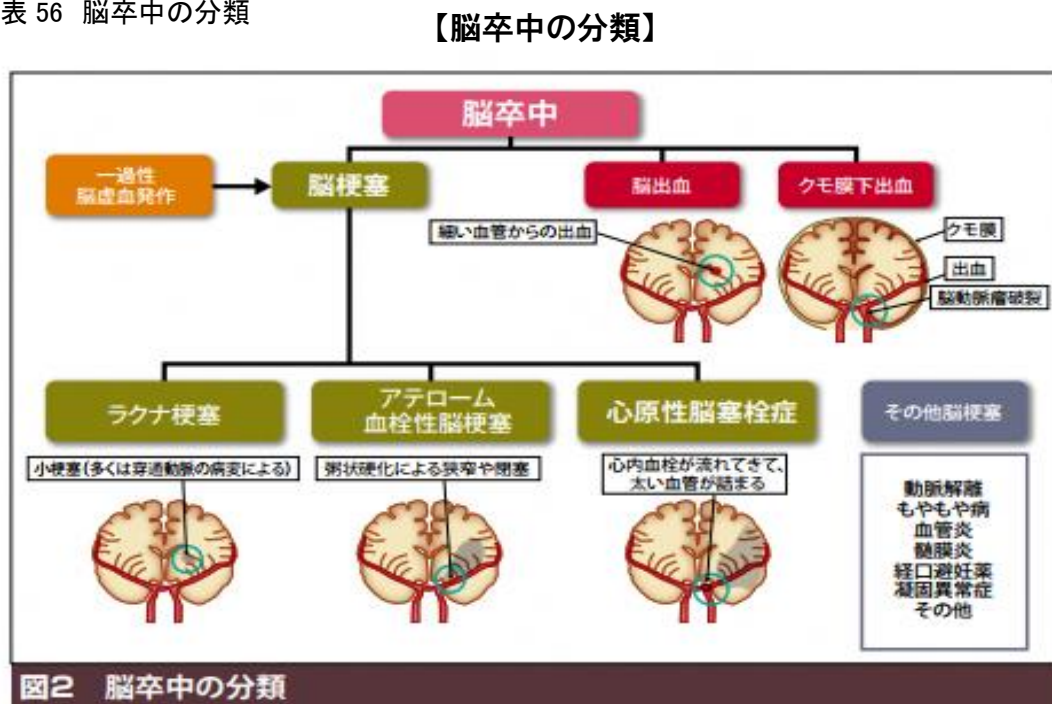 表 56 脳卒中の分類
【脳卒中の分類】
脳卒中
一過性
脳虚血発作
脳梗塞
脳出血
クモ膜下出血
細い血管からの出血
クモ膜
出血
脳動脈瘤破裂
ラクナ梗塞
アテローム
血栓性脳梗塞
心原性脳塞栓症
その他脳梗塞
小梗塞(多くは穿通動脈の病変による)
粥状硬化による狭窄や閉塞
心内血栓が流れてきて、
太い血管が詰まる
動脈解離
もやもや病
血管炎
髄膜炎
経口避妊薬
凝固異常症
その他
図2 脳卒中の分類